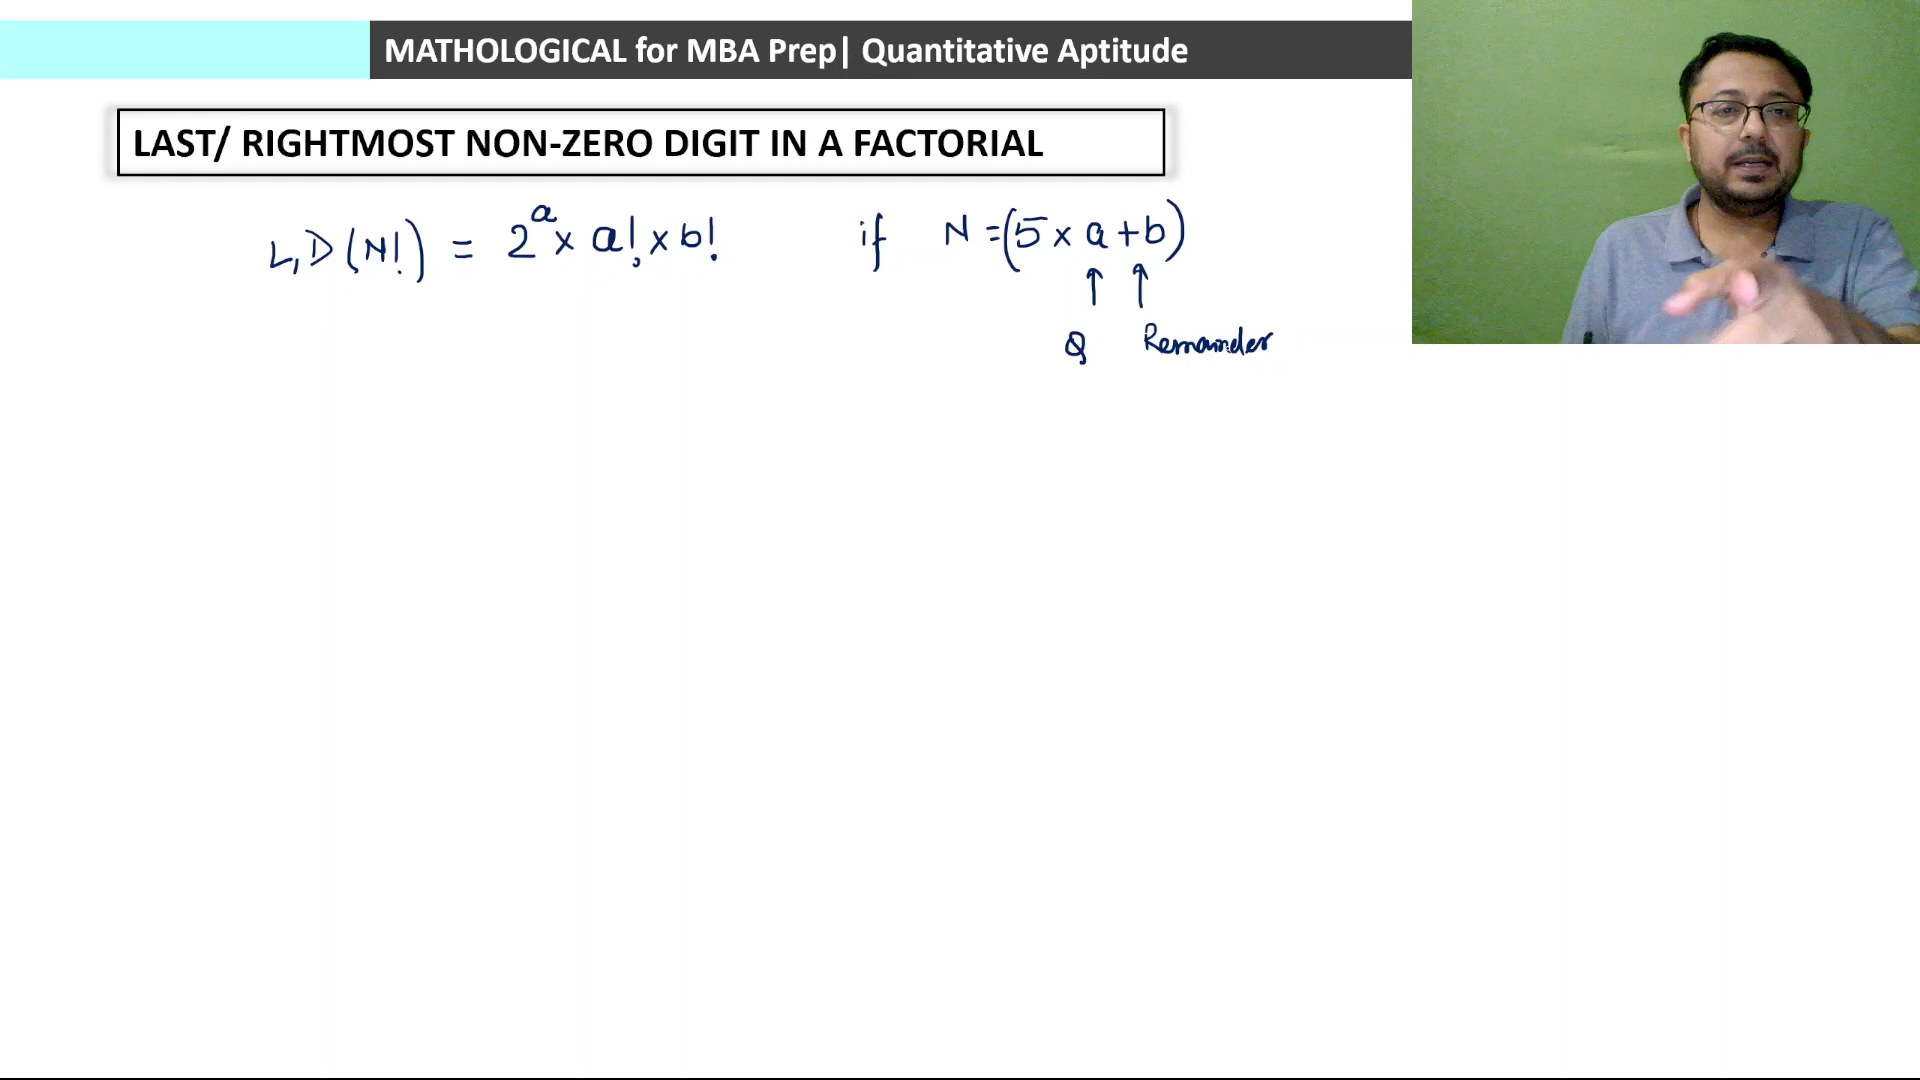 MATHOLOGICAL for MBA Prep| Quantitative Aptitude
LAST/ RIGHTMOST NON-ZERO DIGIT IN A FACTORIAL
L,D (N!) = 2^a × a! × b! if N = (5 × a + b)
↑ ↑
Q Remainder